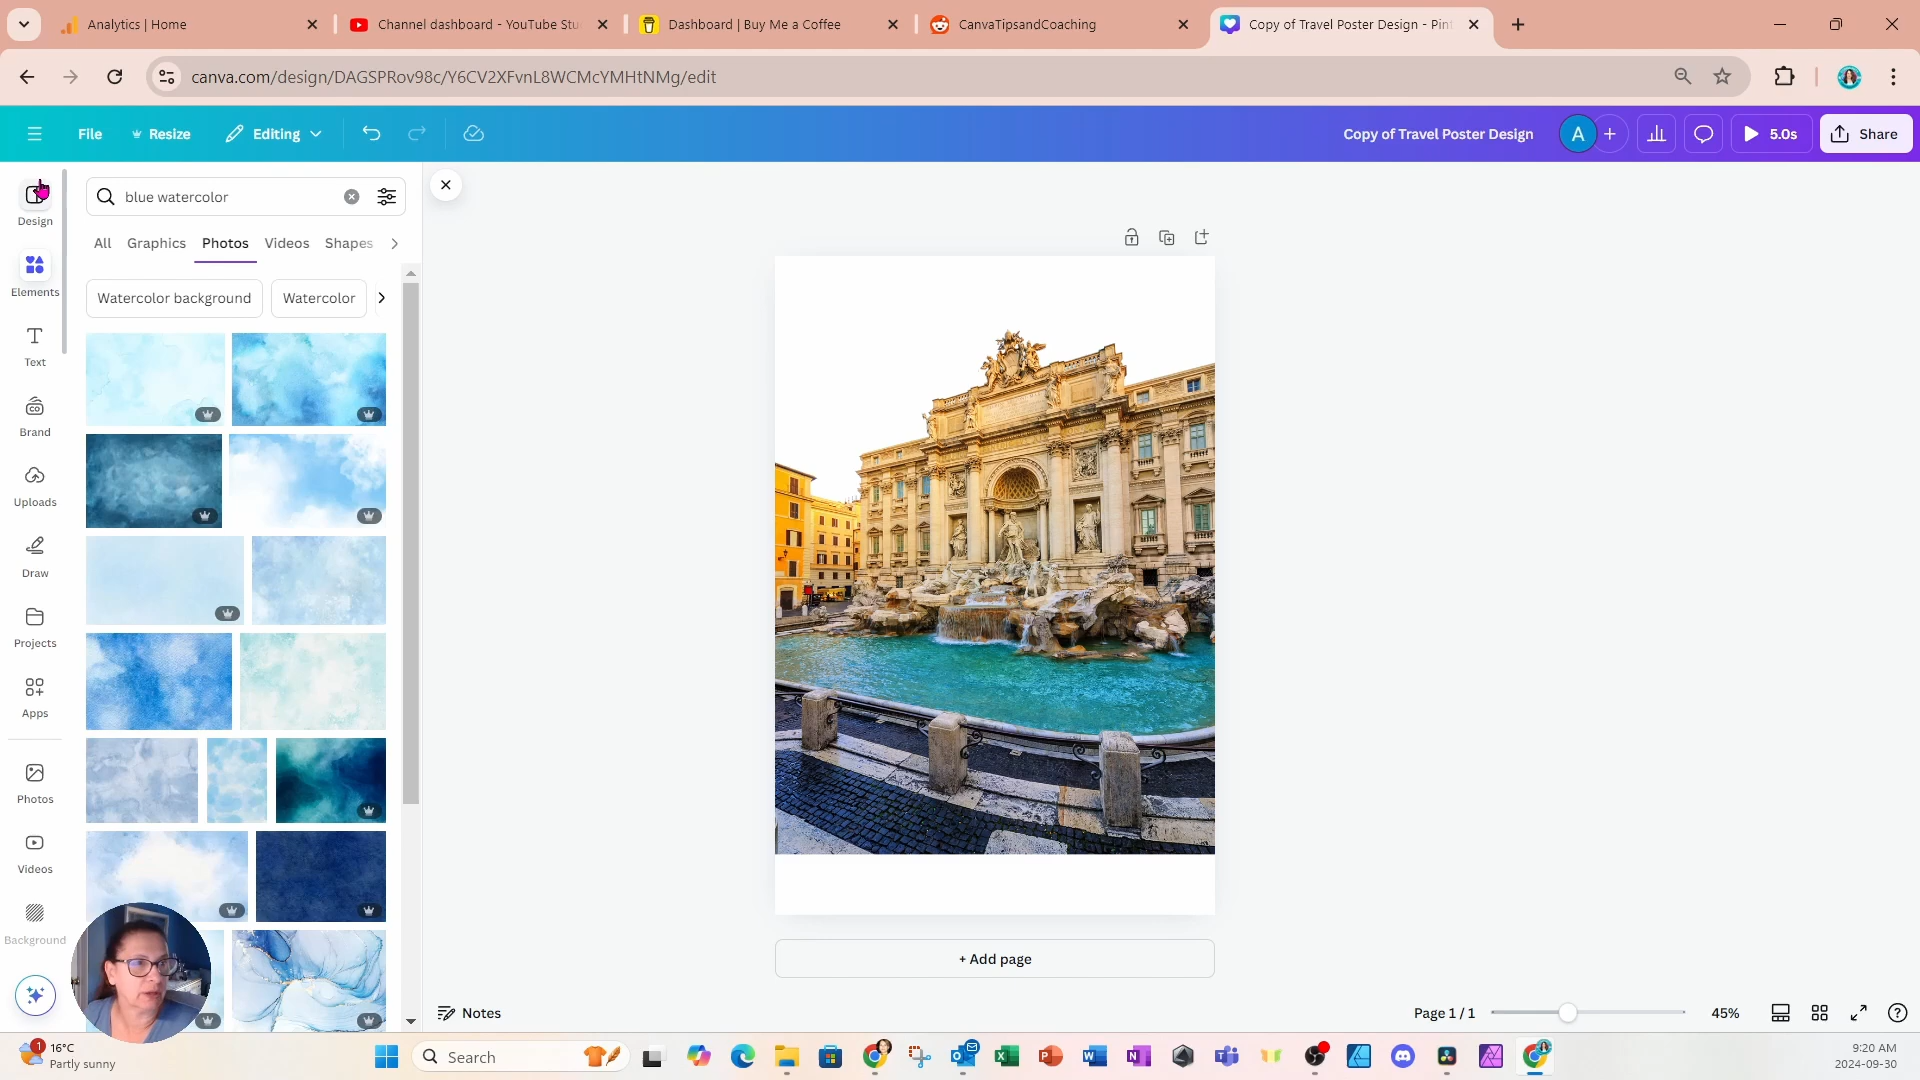 Analytics | Home
Channel dashboard - YouTube Stu
Dashboard | Buy Me a Coffee
CanvaTipsandCoaching
Copy of Travel Poster Design - Pint
canva.com/design/DAGSPRov98c/Y6CV2XFvnL8WCMcYMHtNMg/edit
File
Resize
Editing
Copy of Travel Poster Design
A
5.0s
Share
Design
Elements
Text
Brand
Uploads
Draw
Projects
Apps
Photos
Videos
Background
blue watercolor
All Graphics Photos Videos Shapes
Watercolor background
Watercolor
+ Add page
Notes
Page 1 / 1
45%
1
16°C
Partly sunny
Search
9:20 AM
2024-09-30